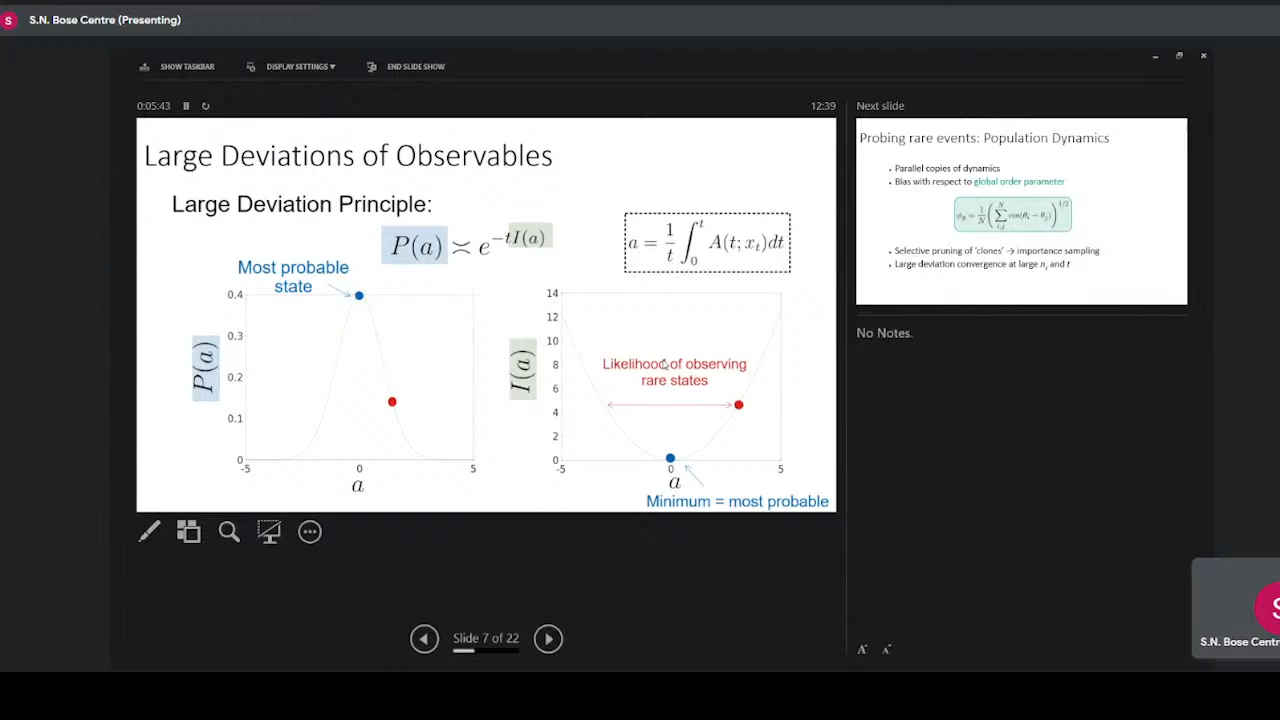 S
S.N. Bose Centre (Presenting)
SHOW TASKBAR
DISPLAY SETTINGS ▾
END SLIDE SHOW
0:05:43
12:39
Next slide
Large Deviations of Observables
Large Deviation Principle:
P(a) ≍ e^{-tI(a)}
a = \frac{1}{t} \int_0^t A(t; x_t)dt
Most probable
state
P(a)
0.4
0.3
0.2
0.1
0
-5
0
5
a
I(a)
14
12
10
8
6
4
2
0
-5
0
5
a
Likelihood of observing
rare states
Minimum = most probable
Probing rare events: Population Dynamics
• Parallel copies of dynamics
• Bias with respect to global order parameter
• Selective pruning of 'clones' → importance sampling
• Large deviation convergence at large n_c and t
No Notes.
Slide 7 of 22
A
A
S
S.N. Bose Centr